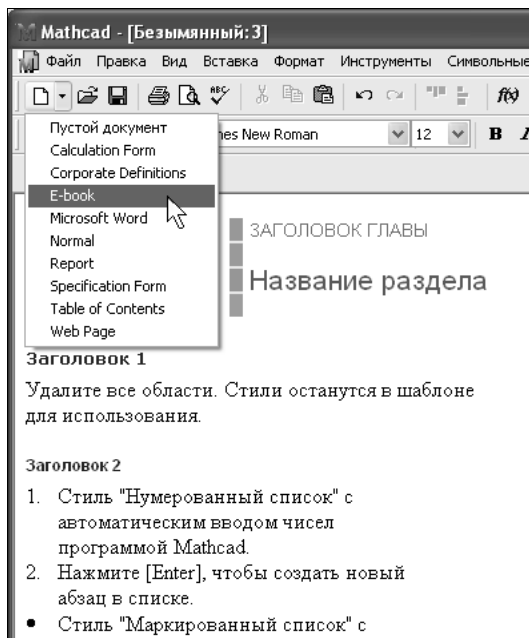 Mathcad - [Безымянный:3]
Файл Правка Вид Вставка Формат Инструменты Символьные
ABC f(x)
nes New Roman 12 B I
Пустой документ
Calculation Form
Corporate Definitions
E-book
Microsoft Word
Normal
Report
Specification Form
Table of Contents
Web Page
ЗАГОЛОВОК ГЛАВЫ
Название раздела
Заголовок 1
Удалите все области. Стили останутся в шаблоне
для использования.
Заголовок 2
1. Стиль "Нумерованный список" с
автоматическим вводом чисел
программой Mathcad.
2. Нажмите [Enter], чтобы создать новый
абзац в списке.
• Стиль "Маркированный список" с